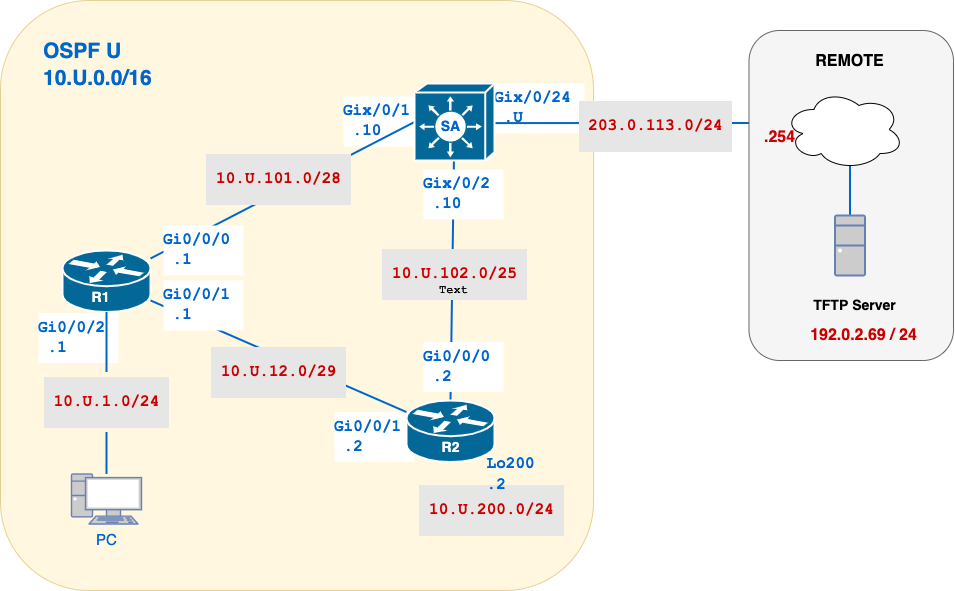 OSPF U
10.U.0.0/16
REMOTE
Gix/0/1
.10
SA
Gix/0/24
.U
203.0.113.0/24
.254
10.U.101.0/28
Gix/0/2
.10
Gi0/0/0
.1
10.U.102.0/25
Text
R1
Gi0/0/1
.1
TFTP Server
192.0.2.69 / 24
Gi0/0/2
.1
10.U.12.0/29
Gi0/0/0
.2
10.U.1.0/24
Gi0/0/1
.2
R2
Lo200
.2
10.U.200.0/24
PC